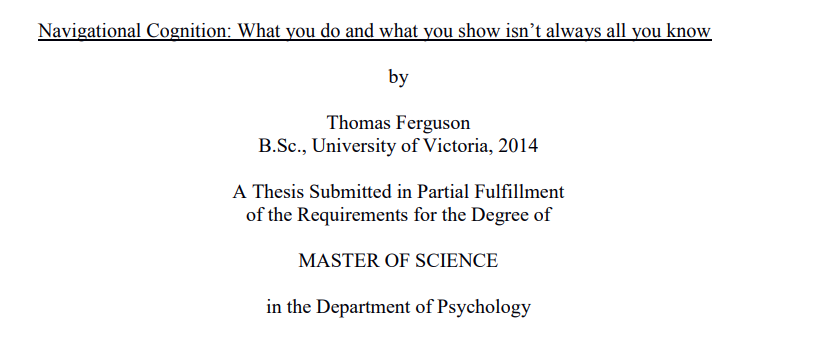 Navigational Cognition: What you do and what you show isn’t always all you know
by
Thomas Ferguson
B.Sc., University of Victoria, 2014
A Thesis Submitted in Partial Fulfillment
of the Requirements for the Degree of
MASTER OF SCIENCE
in the Department of Psychology